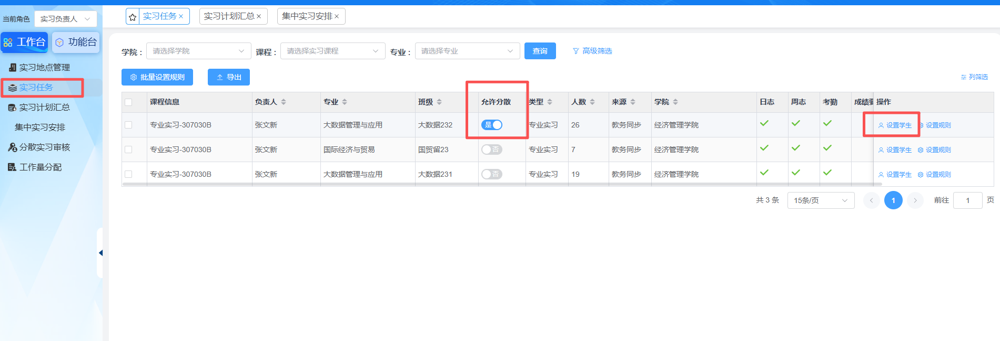 当前角色 实习负责人
工作台 功能台
实习地点管理
实习任务
实习计划汇总
集中实习安排
分散实习审核
工作量分配
实习任务× 实习计划汇总× 集中实习安排×
学院： 请选择学院 课程： 请选择实习课程 专业： 请选择专业 查询 高级筛选
批量设置规则 导出 列筛选
课程信息 负责人 专业 班级 允许分散 类型 人数 来源 学院 日志 周志 考勤 成绩要 操作
专业实习-307030B 张文新 大数据管理与应用 大数据232 是 专业实习 26 教务同步 经济管理学院 设置学生 设置规则
专业实习-307030B 张文新 国际经济与贸易 国贸留23 否 专业实习 7 教务同步 经济管理学院 设置学生 设置规则
专业实习-307030B 张文新 大数据管理与应用 大数据231 否 专业实习 19 教务同步 经济管理学院 设置学生 设置规则
共 3 条 15条/页 1 前往 1 页